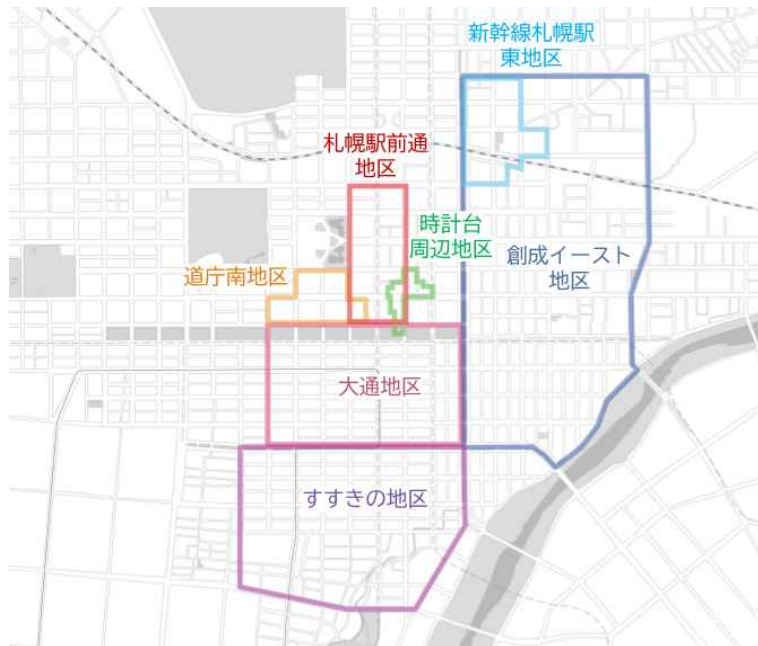 新幹線札幌駅
東地区
札幌駅前通
地区
時計台
周辺地区
創成イースト
地区
道庁南地区
大通地区
すすきの地区